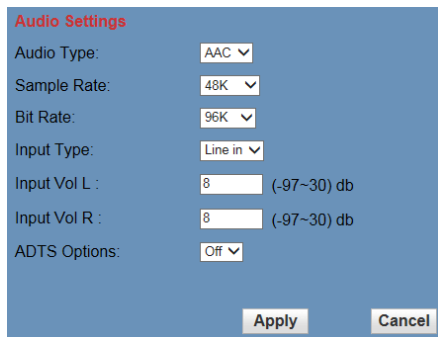 Audio Settings
Audio Type: AAC
Sample Rate: 48K
Bit Rate: 96K
Input Type: Line in
Input Vol L : 8 (-97~30) db
Input Vol R : 8 (-97~30) db
ADTS Options: Off
Apply Cancel